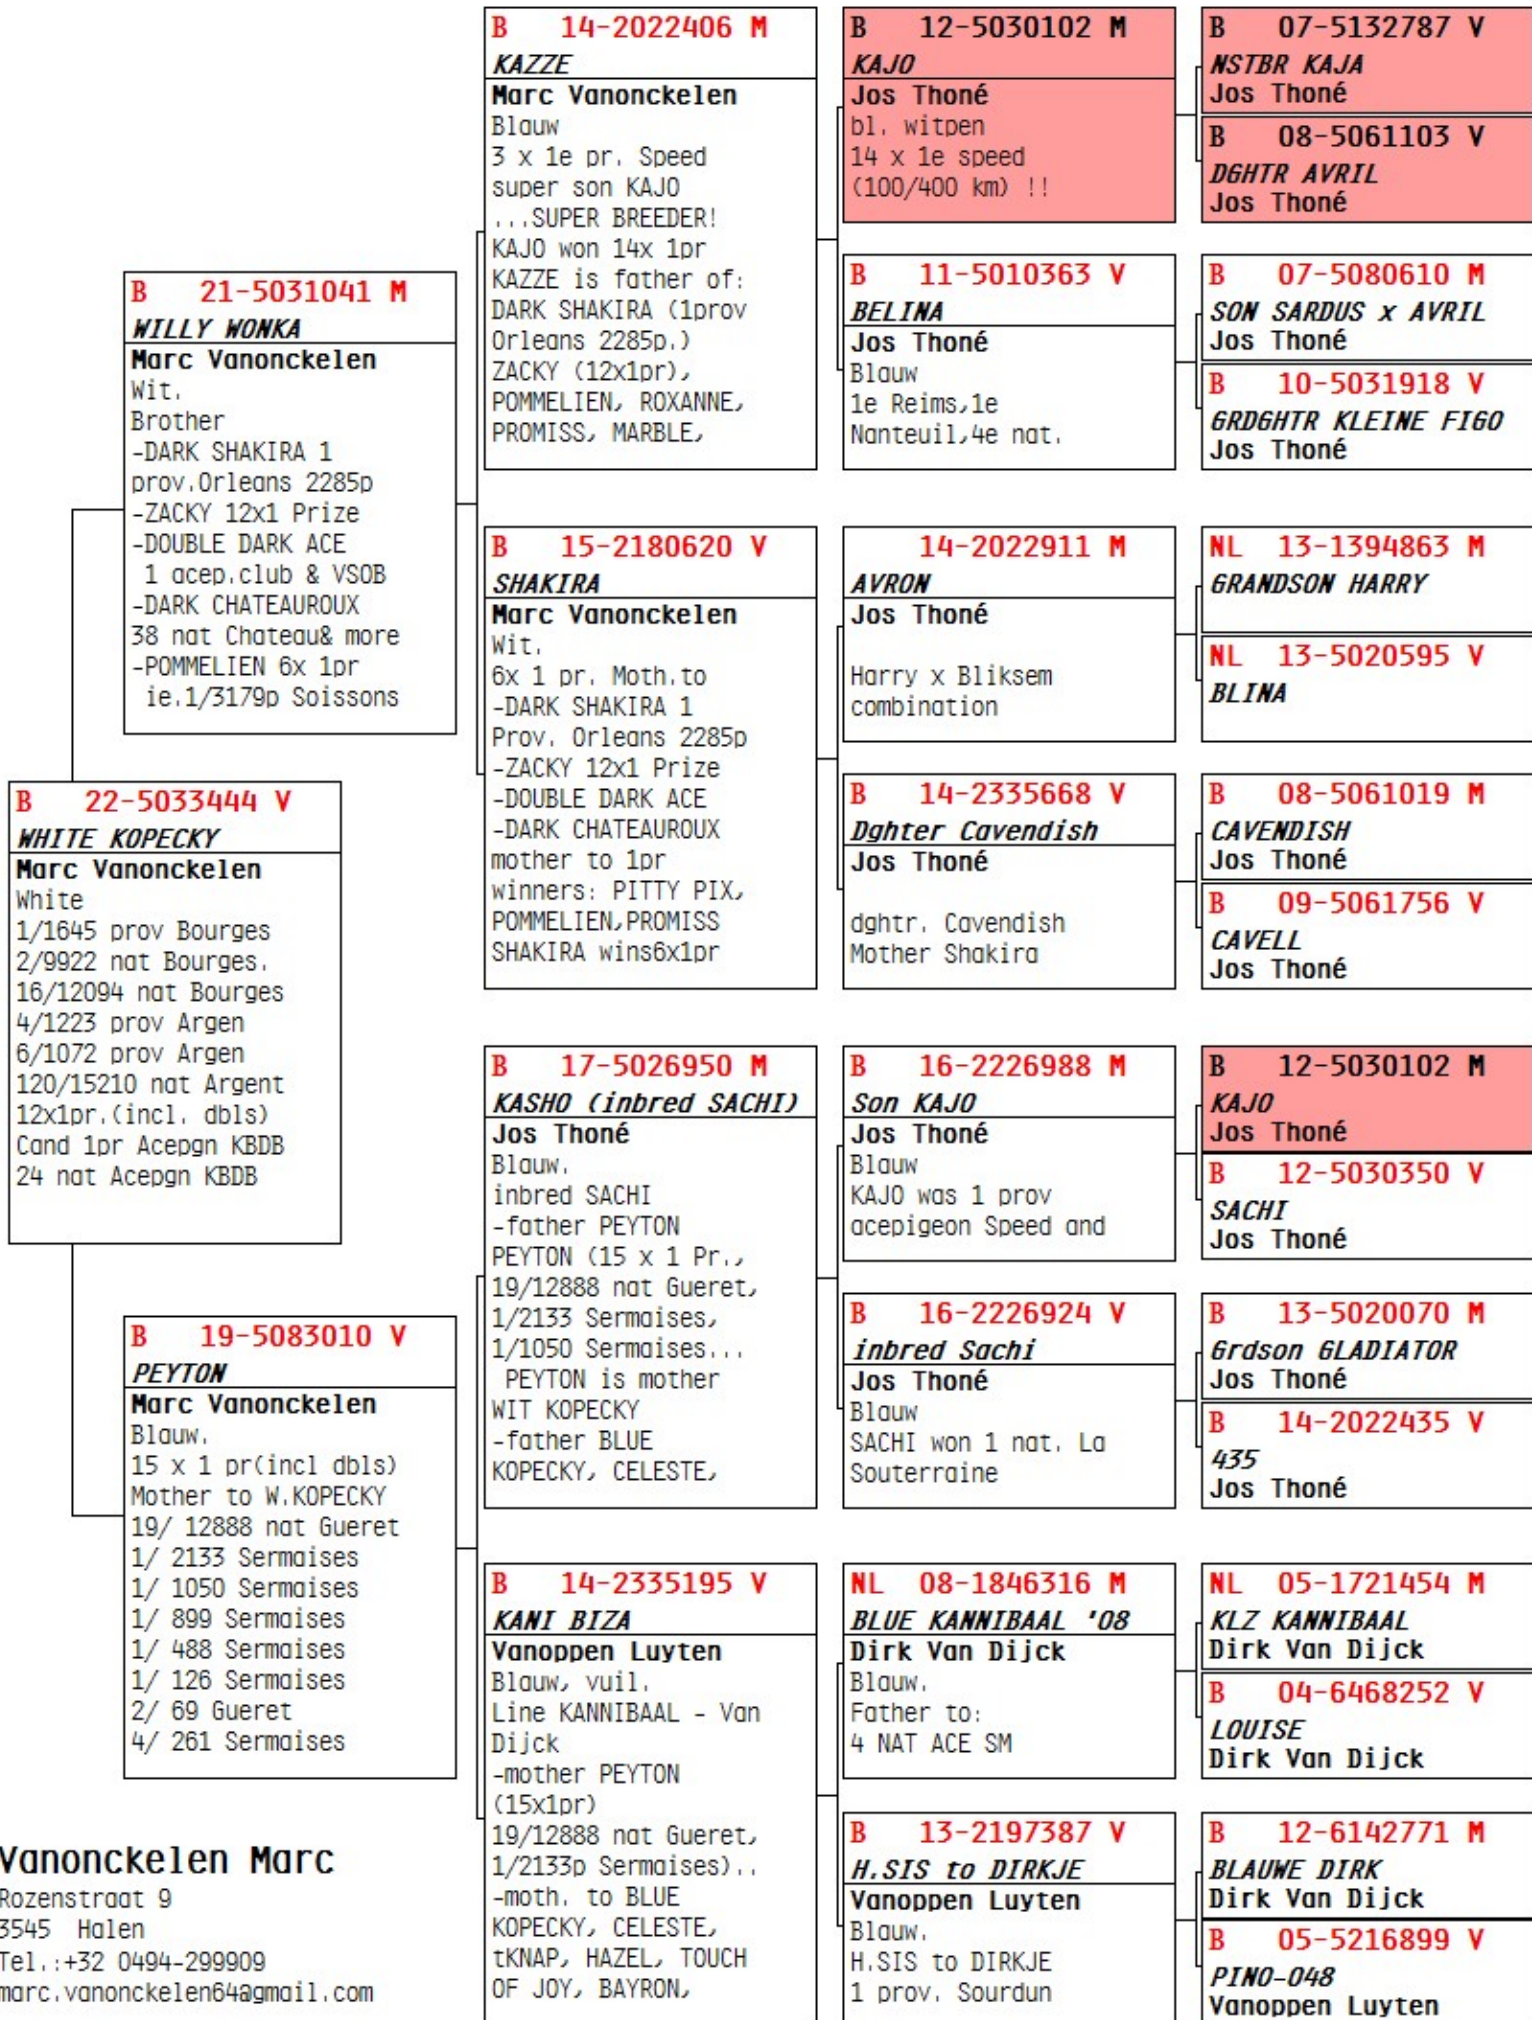 B 14-2022406 M
KAZZE
Marc Vanonckelen
Blauw
3 x 1e pr. Speed
super son KAJO
...SUPER BREEDER!
KAJO won 14x 1pr
KAZZE is father of:
DARK SHAKIRA (1prov
Orleans 2285p.)
ZACKY (12x1pr),
POMMELIEN, ROXANNE,
PROMISS, MARBLE,
B 12-5030102 M
KAJO
Jos Thoné
bl. witpen
14 x 1e speed
(100/400 km) !!
B 07-5132787 V
NSTBR KAJA
Jos Thoné
B 08-5061103 V
DGHTR AVRIL
Jos Thoné
B 11-5010363 V
BELINA
Jos Thoné
Blauw
1e Reims,1e
Nanteuil,4e nat.
B 07-5080610 M
SON SARDUS x AVRIL
Jos Thoné
B 10-5031918 V
GRDGHTR KLEINE FIGO
Jos Thoné
B 21-5031041 M
WILLY WONKA
Marc Vanonckelen
Wit.
Brother
-DARK SHAKIRA 1
prov.Orleans 2285p
-ZACKY 12x1 Prize
-DOUBLE DARK ACE
1 acep.club & VSOB
-DARK CHATEAUROUX
38 nat Chateau& more
-POMMELIEN 6x 1pr
ie.1/3179p Soissons
B 15-2180620 V
SHAKIRA
Marc Vanonckelen
Wit.
6x 1 pr. Moth.to
-DARK SHAKIRA 1
Prov. Orleans 2285p
-ZACKY 12x1 Prize
-DOUBLE DARK ACE
-DARK CHATEAUROUX
mother to 1pr
winners: PITTY PIX,
POMMELIEN,PROMISS
SHAKIRA wins6x1pr
14-2022911 M
AVRON
Jos Thoné
Harry x Bliksem
combination
NL 13-1394863 M
GRANDSON HARRY
NL 13-5020595 V
BLINA
B 14-2335668 V
Dghter Cavendish
Jos Thoné
dghtr. Cavendish
Mother Shakira
B 08-5061019 M
CAVENDISH
Jos Thoné
B 09-5061756 V
CAVELL
Jos Thoné
B 22-5033444 V
WHITE KOPECKY
Marc Vanonckelen
White
1/1645 prov Bourges
2/9922 nat Bourges.
16/12094 nat Bourges
4/1223 prov Argen
6/1072 prov Argen
120/15210 nat Argent
12x1pr.(incl. dbls)
Cand 1pr Acepgn KBDB
24 nat Acepgn KBDB
B 17-5026950 M
KASHO (inbred SACHI)
Jos Thoné
Blauw.
inbred SACHI
-father PEYTON
PEYTON (15 x 1 Pr.,
19/12888 nat Gueret,
1/2133 Sermaises,
1/1050 Sermaises...
PEYTON is mother
WIT KOPECKY
-father BLUE
KOPECKY, CELESTE,
B 16-2226988 M
Son KAJO
Jos Thoné
Blauw
KAJO was 1 prov
acepigeon Speed and
B 12-5030102 M
KAJO
Jos Thoné
B 12-5030350 V
SACHI
Jos Thoné
B 16-2226924 V
inbred Sachi
Jos Thoné
Blauw
SACHI won 1 nat. La
Souterraine
B 13-5020070 M
Grdson GLADIATOR
Jos Thoné
B 14-2022435 V
435
Jos Thoné
B 19-5083010 V
PEYTON
Marc Vanonckelen
Blauw.
15 x 1 pr(incl dbls)
Mother to W.KOPECKY
19/ 12888 nat Gueret
1/ 2133 Sermaises
1/ 1050 Sermaises
1/ 899 Sermaises
1/ 488 Sermaises
1/ 126 Sermaises
2/ 69 Gueret
4/ 261 Sermaises
B 14-2335195 V
KANI BIZA
Vanoppen Luyten
Blauw, vuil.
Line KANNIBAAL - Van
Dijck
-mother PEYTON
(15x1pr)
19/12888 nat Gueret,
1/2133p Sermaises)..
-moth. to BLUE
KOPECKY, CELESTE,
tKNAP, HAZEL, TOUCH
OF JOY, BAYRON,
NL 08-1846316 M
BLUE KANNIBAAL '08
Dirk Van Dijck
Blauw.
Father to:
4 NAT ACE SM
NL 05-1721454 M
KLZ KANNIBAAL
Dirk Van Dijck
B 04-6468252 V
LOUISE
Dirk Van Dijck
B 13-2197387 V
H.SIS to DIRKJE
Vanoppen Luyten
Blauw.
H.SIS to DIRKJE
1 prov. Sourdun
B 12-6142771 M
BLAUWE DIRK
Dirk Van Dijck
B 05-5216899 V
PINO-048
Vanoppen Luyten
Vanonckelen Marc
Rozenstraat 9
3545 Halen
Tel.:+32 0494-299909
marc.vanonckelen64@gmail.com